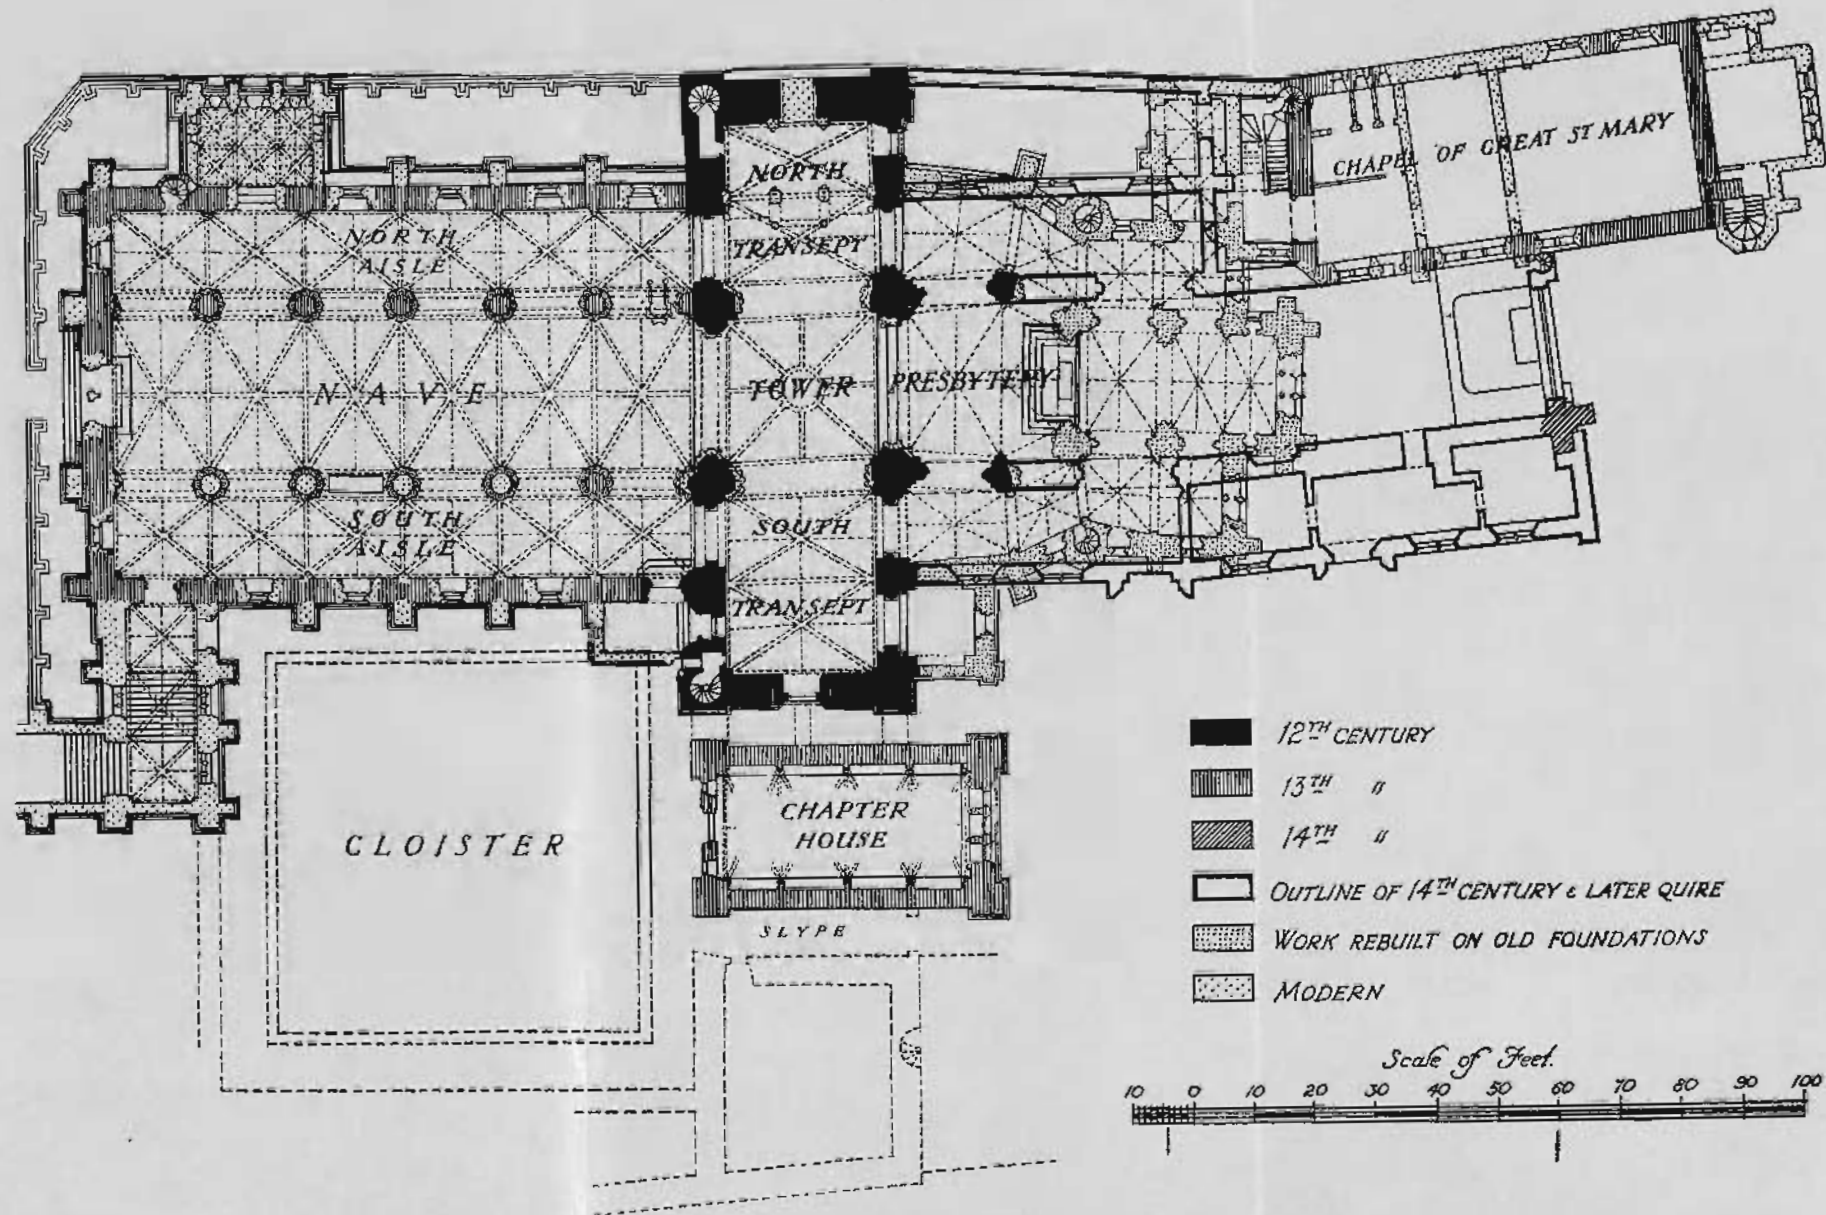 CHAPEL OF GREAT ST MARY
NORTH
TRANSEPT
NORTH
AISLE
NAVE
TOWER
PRESBYTERY
SOUTH
AISLE
SOUTH
TRANSEPT
CLOISTER
CHAPTER
HOUSE
SLYPE
12TH CENTURY
13TH "
14TH "
OUTLINE OF 14TH CENTURY & LATER QUIRE
WORK REBUILT ON OLD FOUNDATIONS
MODERN
Scale of Feet.
10 0 10 20 30 40 50 60 70 80 90 100